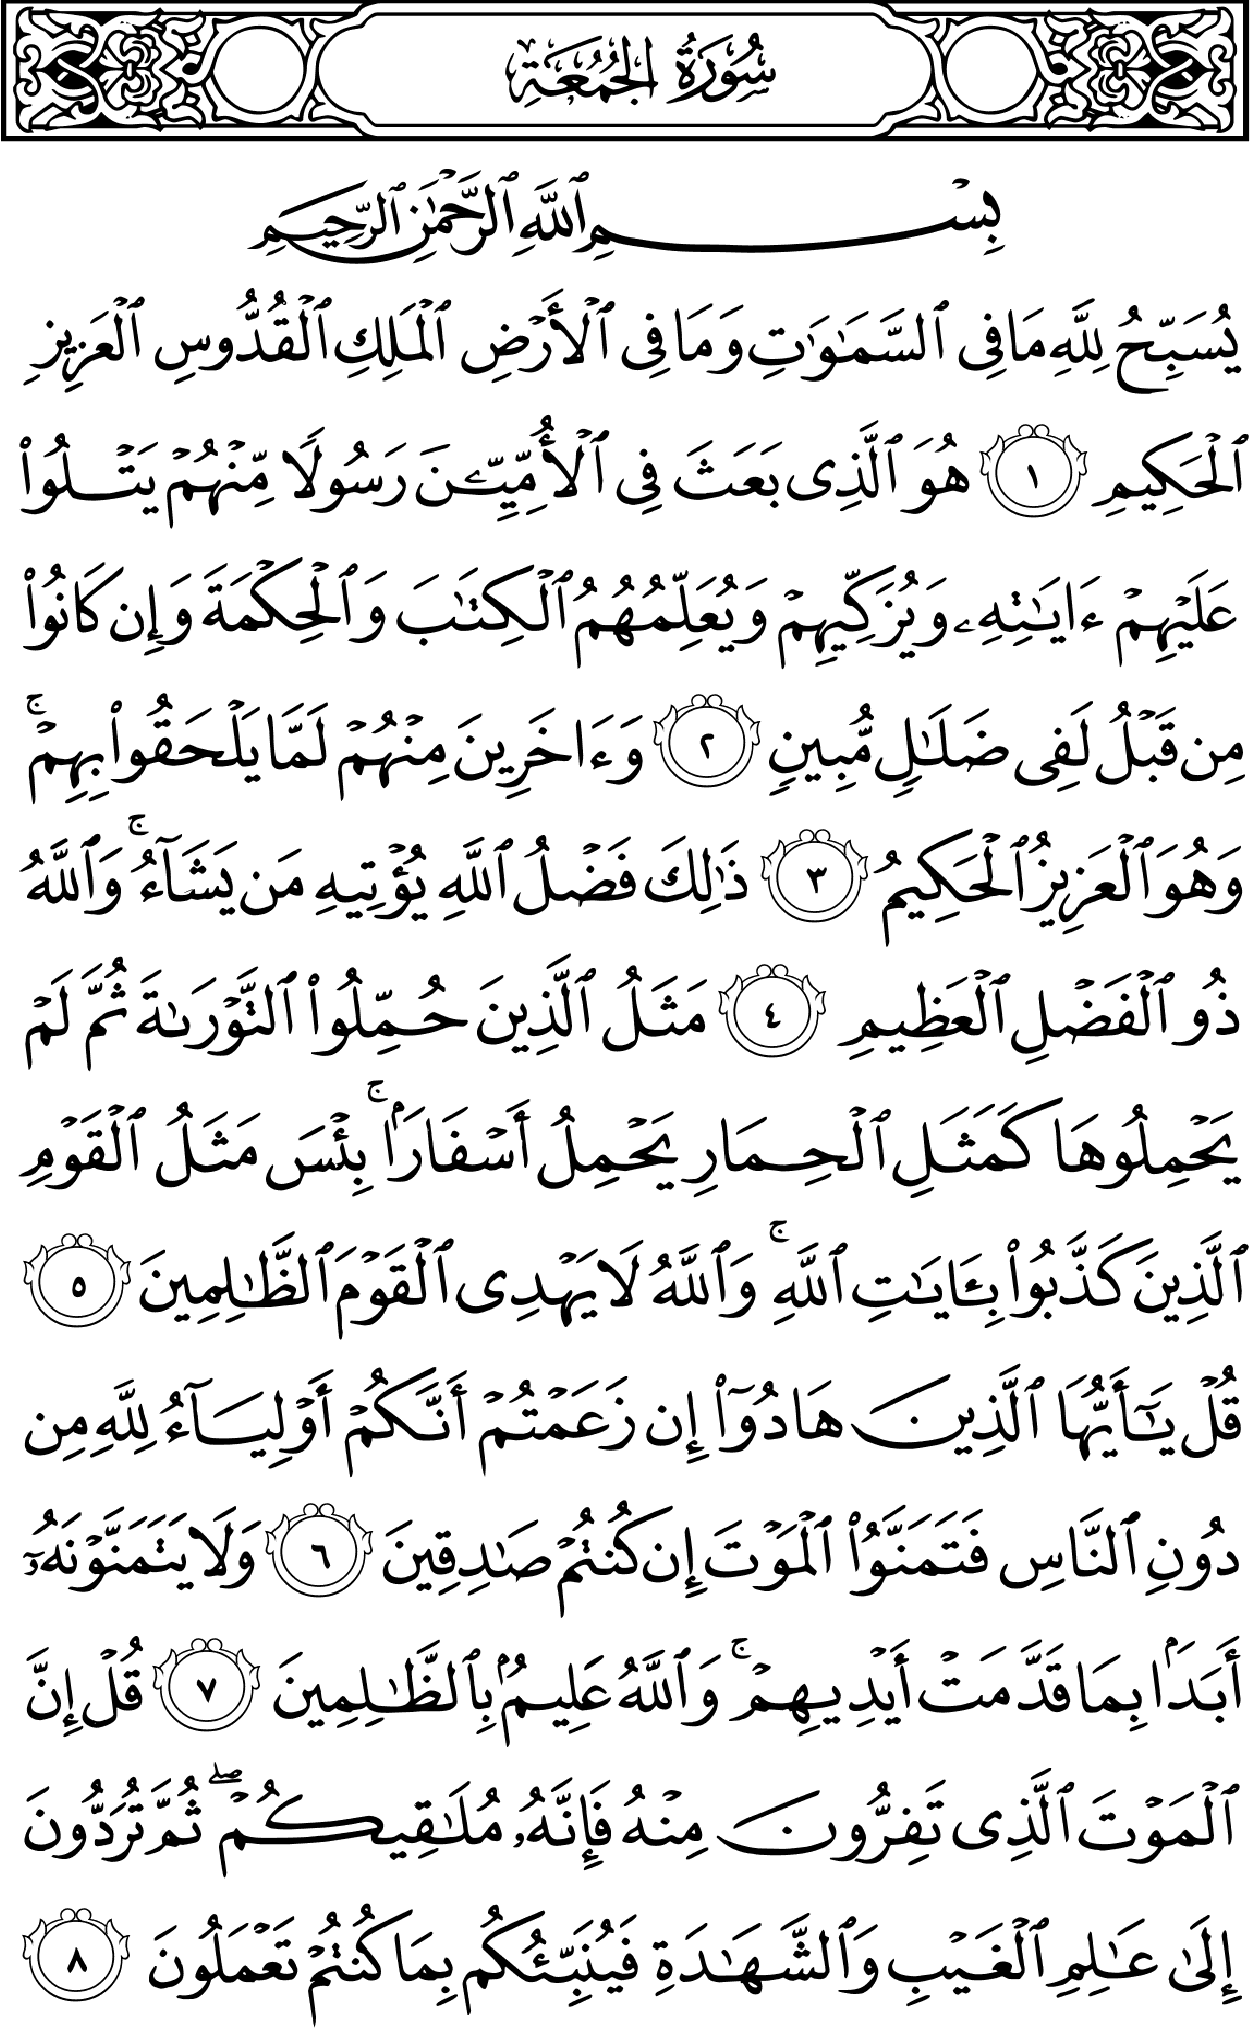 سُورَةُ الجُمُعَةِ
بِسۡمِ ٱللَّهِ ٱلرَّحۡمَٰنِ ٱلرَّحِيمِ
يُسَبِّحُ لِلَّهِ مَا فِي ٱلسَّمَٰوَٰتِ وَمَا فِي ٱلۡأَرۡضِ ٱلۡمَلِكِ ٱلۡقُدُّوسِ ٱلۡعَزِيزِ
ٱلۡحَكِيمِ ١ هُوَ ٱلَّذِي بَعَثَ فِي ٱلۡأُمِّيِّـۧنَ رَسُولٗا مِّنۡهُمۡ يَتۡلُواْ
عَلَيۡهِمۡ ءَايَٰتِهِۦ وَيُزَكِّيهِمۡ وَيُعَلِّمُهُمُ ٱلۡكِتَٰبَ وَٱلۡحِكۡمَةَ وَإِن كَانُواْ
مِن قَبۡلُ لَفِي ضَلَٰلٖ مُّبِينٖ ٢ وَءَاخَرِينَ مِنۡهُمۡ لَمَّا يَلۡحَقُواْ بِهِمۡۚ
وَهُوَ ٱلۡعَزِيزُ ٱلۡحَكِيمُ ٣ ذَٰلِكَ فَضۡلُ ٱللَّهِ يُؤۡتِيهِ مَن يَشَآءُۚ وَٱللَّهُ
ذُو ٱلۡفَضۡلِ ٱلۡعَظِيمِ ٤ مَثَلُ ٱلَّذِينَ حُمِّلُواْ ٱلتَّوۡرَىٰةَ ثُمَّ لَمۡ
يَحۡمِلُوهَا كَمَثَلِ ٱلۡحِمَارِ يَحۡمِلُ أَسۡفَارَۢاۚ بِئۡسَ مَثَلُ ٱلۡقَوۡمِ
ٱلَّذِينَ كَذَّبُواْ بِـَٔايَٰتِ ٱللَّهِۚ وَٱللَّهُ لَا يَهۡدِي ٱلۡقَوۡمَ ٱلظَّٰلِمِينَ ٥
قُلۡ يَٰٓأَيُّهَا ٱلَّذِينَ هَادُوٓاْ إِن زَعَمۡتُمۡ أَنَّكُمۡ أَوۡلِيَآءُ لِلَّهِ مِن
دُونِ ٱلنَّاسِ فَتَمَنَّوُاْ ٱلۡمَوۡتَ إِن كُنتُمۡ صَٰدِقِينَ ٦ وَلَا يَتَمَنَّوۡنَهُۥٓ
أَبَدَۢا بِمَا قَدَّمَتۡ أَيۡدِيهِمۡۚ وَٱللَّهُ عَلِيمُۢ بِٱلظَّٰلِمِينَ ٧ قُلۡ إِنَّ
ٱلۡمَوۡتَ ٱلَّذِي تَفِرُّونَ مِنۡهُ فَإِنَّهُۥ مُلَٰقِيكُمۡۖ ثُمَّ تُرَدُّونَ
إِلَىٰ عَٰلِمِ ٱلۡغَيۡبِ وَٱلشَّهَٰدَةِ فَيُنَبِّئُكُم بِمَا كُنتُمۡ تَعۡمَلُونَ ٨